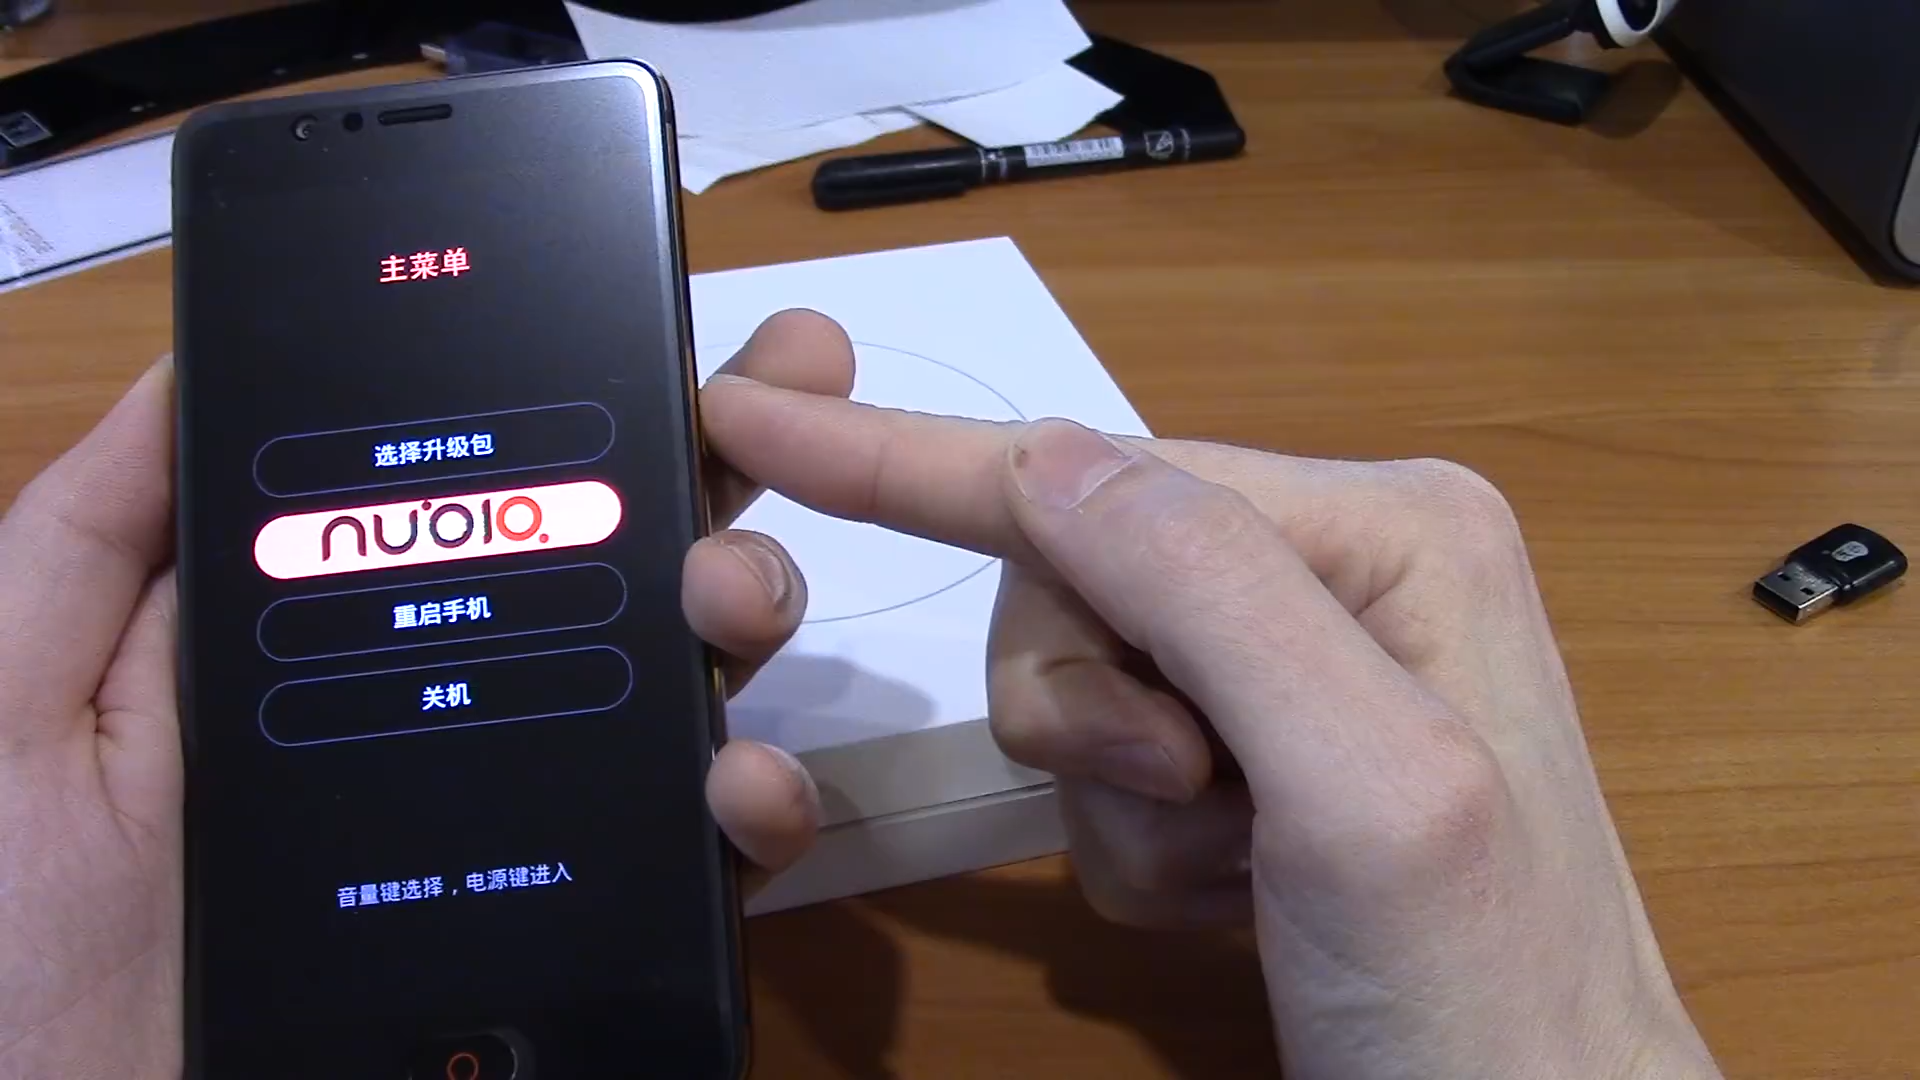 主菜单
选择升级包
nubia
重启手机
关机
音量键选择，电源键进入